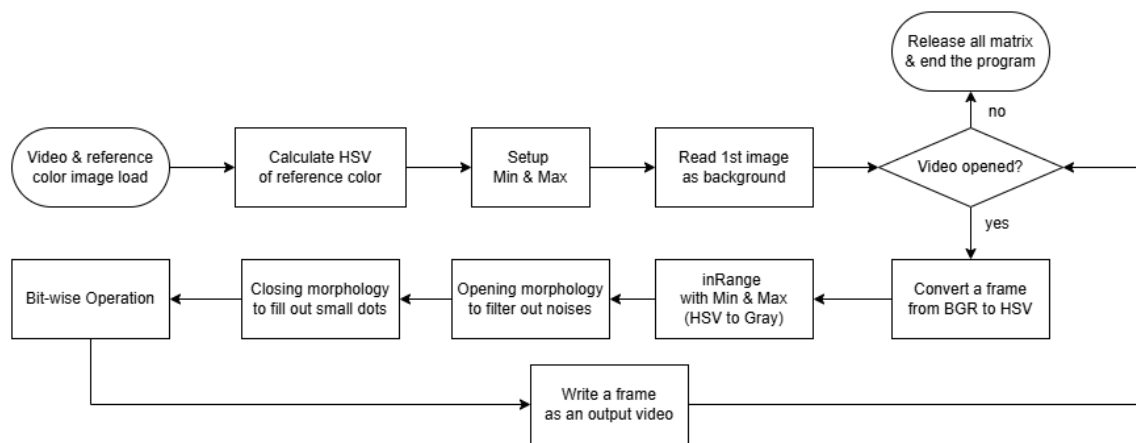 Release all matrix
& end the program
no
Video & reference
color image load
Calculate HSV
of reference color
Setup
Min & Max
Read 1st image
as background
Video opened?
yes
Bit-wise Operation
Closing morphology
to fill out small dots
Opening morphology
to filter out noises
inRange
with Min & Max
(HSV to Gray)
Convert a frame
from BGR to HSV
Write a frame
as an output video